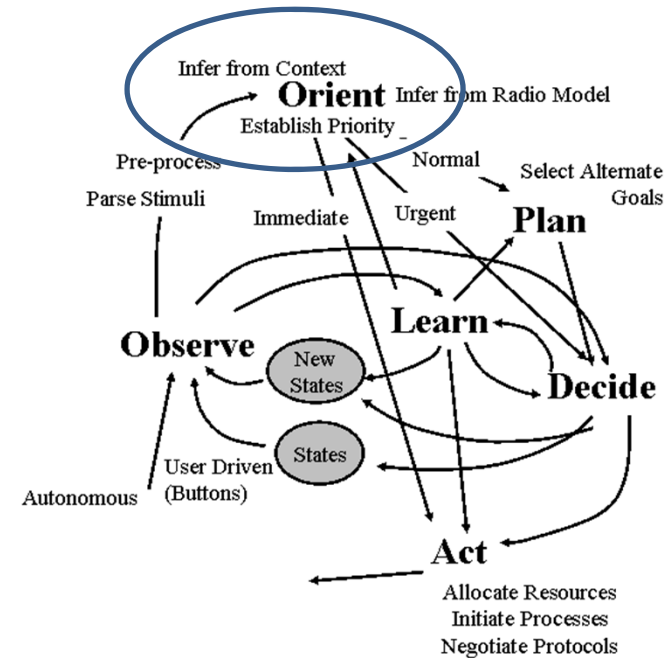 Infer from Context
Orient Infer from Radio Model
Establish Priority
Pre-process
Normal
Select Alternate
Goals
Parse Stimuli
Immediate
Urgent
Plan
Learn
Observe
New
States
Decide
States
User Driven
(Buttons)
Autonomous
Act
Allocate Resources
Initiate Processes
Negotiate Protocols